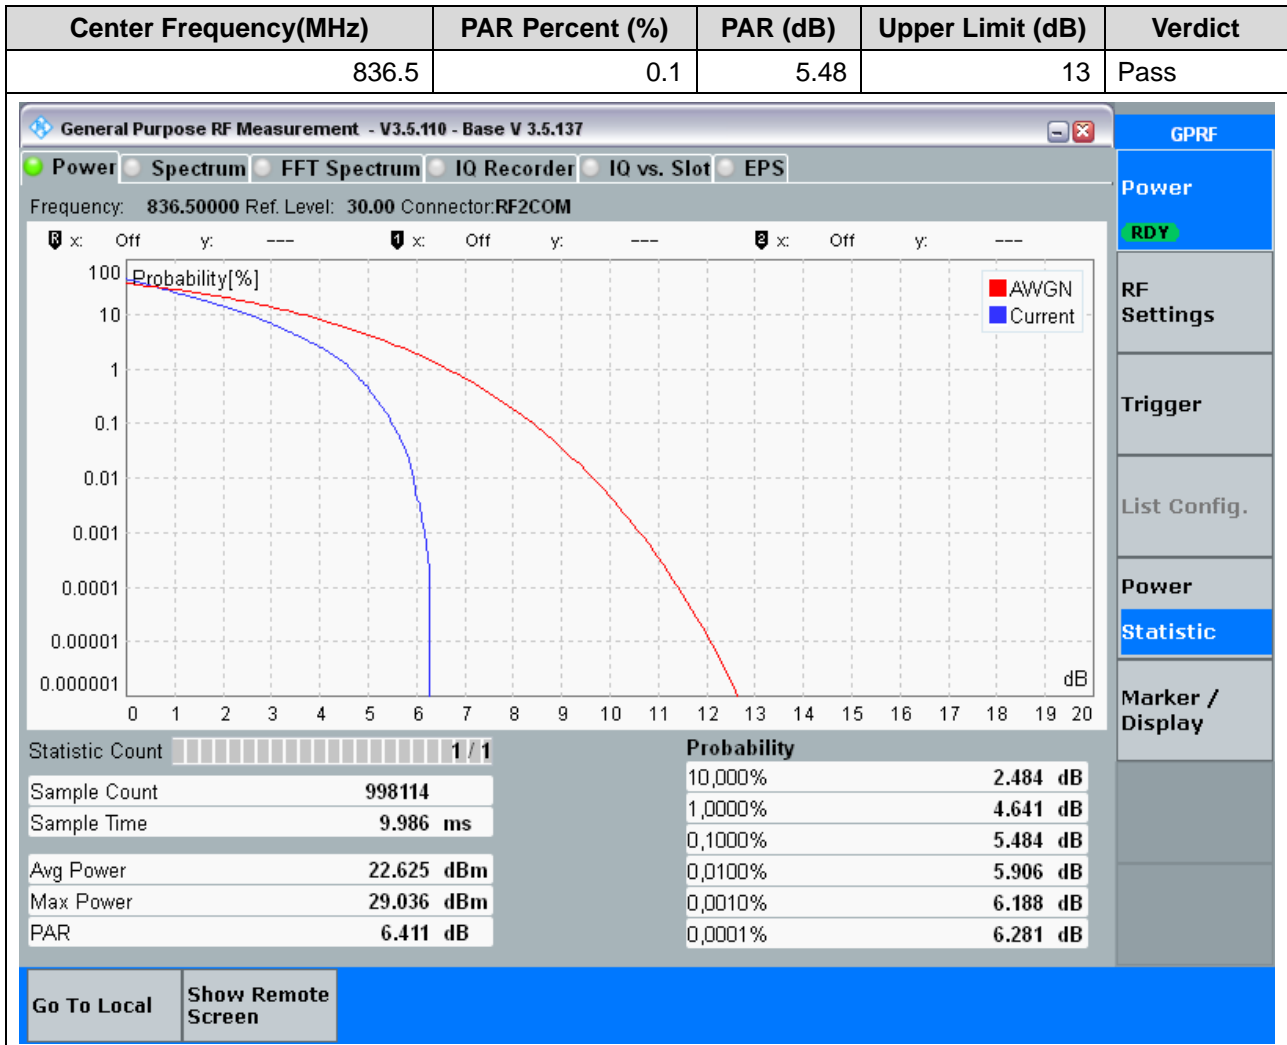 Center Frequency(MHz) PAR Percent (%) PAR (dB) Upper Limit (dB) Verdict
836.5 0.1 5.48 13 Pass
General Purpose RF Measurement - V3.5.110 - Base V 3.5.137
GPRF
Power Spectrum FFT Spectrum IQ Recorder IQ vs. Slot EPS
Power
RDY
Frequency: 836.50000 Ref. Level: 30.00 Connector:RF2COM
R x: Off y: --- 1 x: Off y: --- 2 x: Off y: ---
Probability[%]
AWGN
Current
100
10
1
0.1
0.01
0.001
0.0001
0.00001
0.000001
dB
0 1 2 3 4 5 6 7 8 9 10 11 12 13 14 15 16 17 18 19 20
RF
Settings
Trigger
List Config.
Power
Statistic
Marker /
Display
Statistic Count 1 / 1
Sample Count 998114
Sample Time 9.986 ms
Avg Power 22.625 dBm
Max Power 29.036 dBm
PAR 6.411 dB
Probability
10,000% 2.484 dB
1,0000% 4.641 dB
0,1000% 5.484 dB
0,0100% 5.906 dB
0,0010% 6.188 dB
0,0001% 6.281 dB
Go To Local
Show Remote
Screen